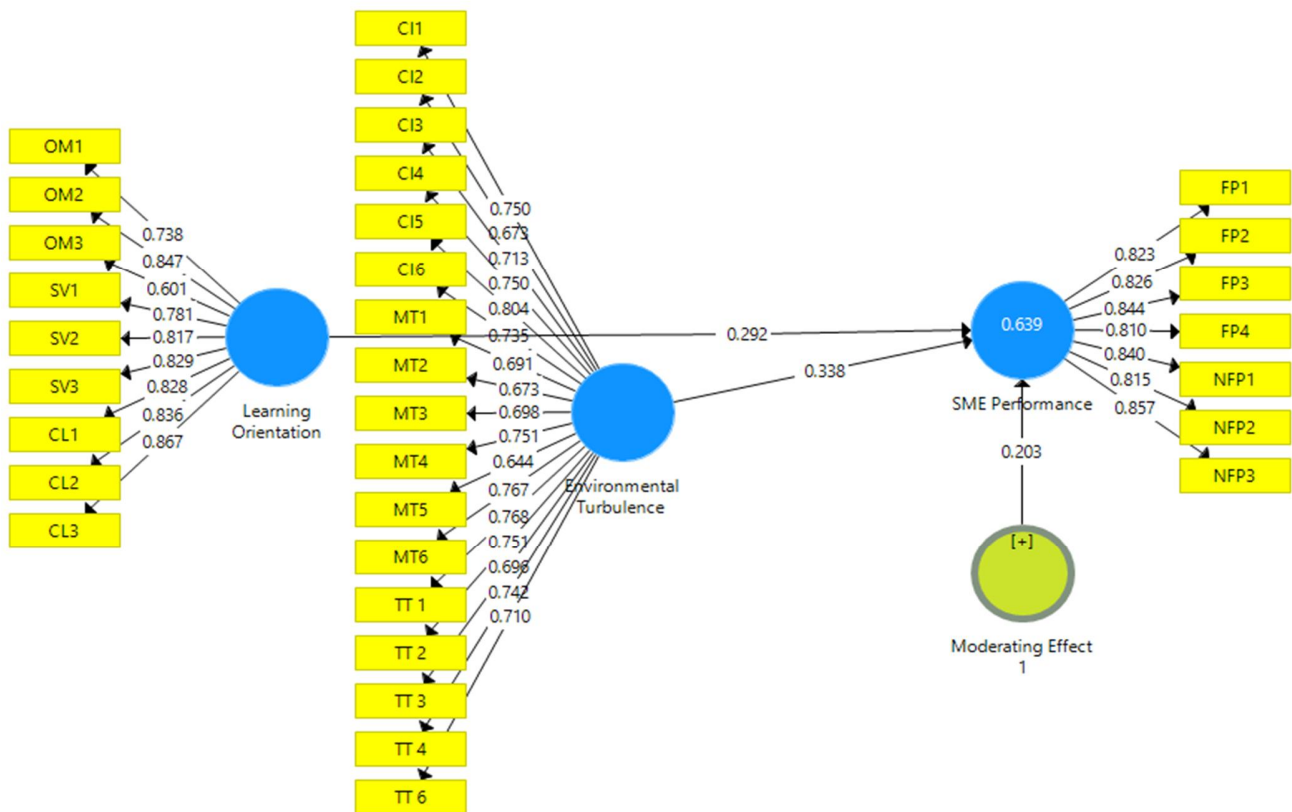 OM1
OM2
OM3
SV1
SV2
SV3
CL1
CL2
CL3
0.738
0.847
0.601
0.781
0.817
0.829
0.828
0.836
0.867
Learning
Orientation
CI1
CI2
CI3
CI4
CI5
CI6
MT1
MT2
MT3
MT4
MT5
MT6
TT 1
TT 2
TT 3
TT 4
TT 6
0.750
0.673
0.713
0.750
0.804
0.735
0.691
0.673
0.698
0.751
0.644
0.767
0.768
0.751
0.696
0.742
0.710
Environmental
Turbulence
0.292
0.338
0.639
SME Performance
0.203
[+]
Moderating Effect
1
0.823
0.826
0.844
0.810
0.840
0.815
0.857
FP1
FP2
FP3
FP4
NFP1
NFP2
NFP3